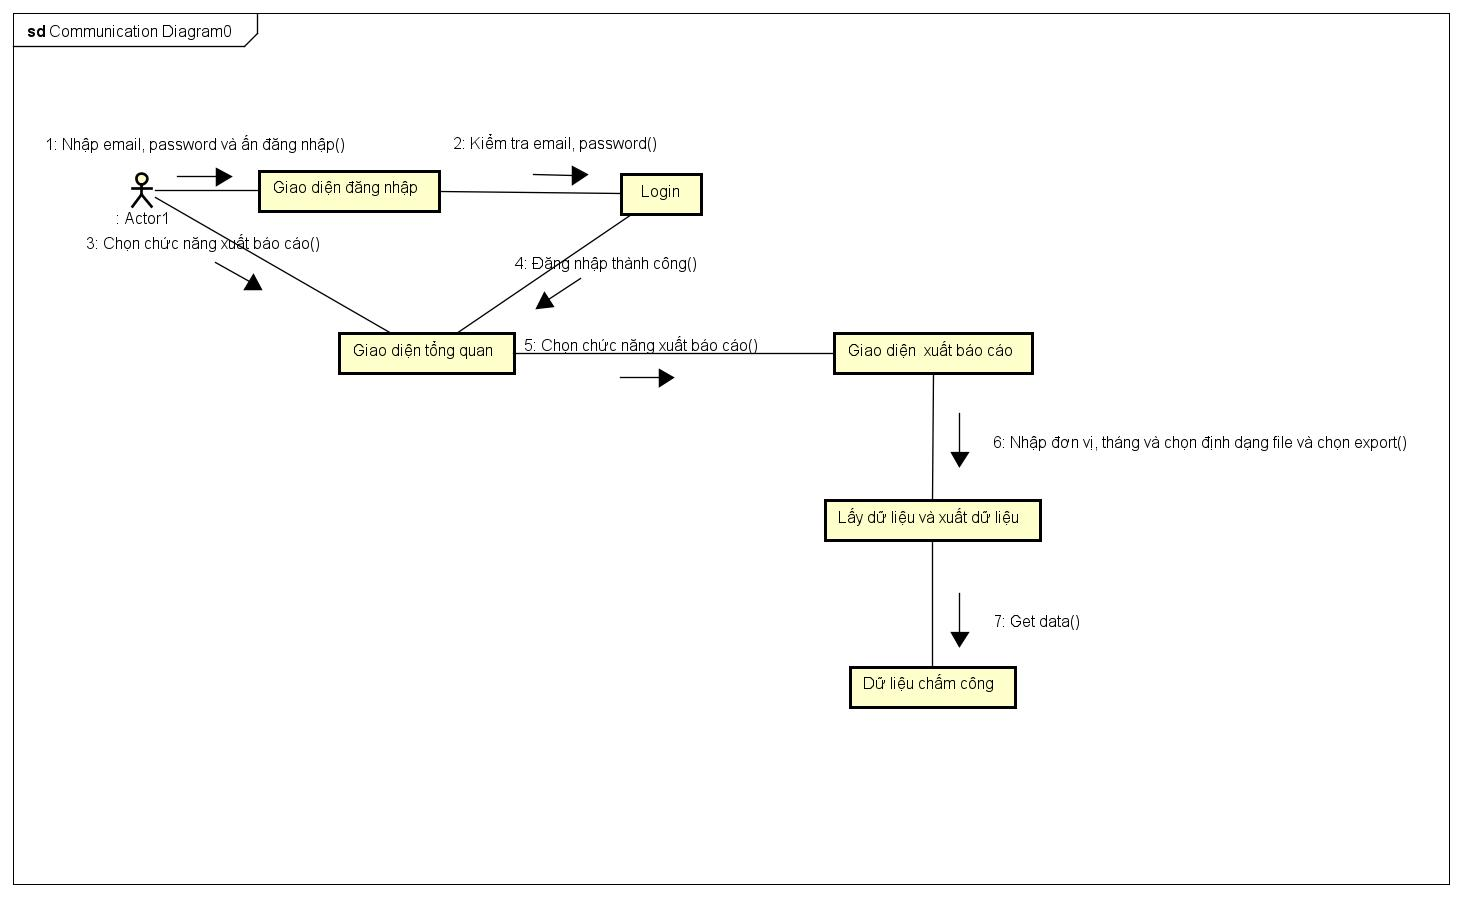 sd Communication Diagram0
1: Nhập email, password và ấn đăng nhập()
2: Kiểm tra email, password()
Giao diện đăng nhập
Login
: Actor1
3: Chọn chức năng xuất báo cáo()
4: Đăng nhập thành công()
Giao diện tổng quan
5: Chọn chức năng xuất báo cáo()
Giao diện  xuất báo cáo
6: Nhập đơn vị, tháng và chọn định dạng file và chọn export()
Lấy dữ liệu và xuất dữ liệu
7: Get data()
Dữ liệu chấm công